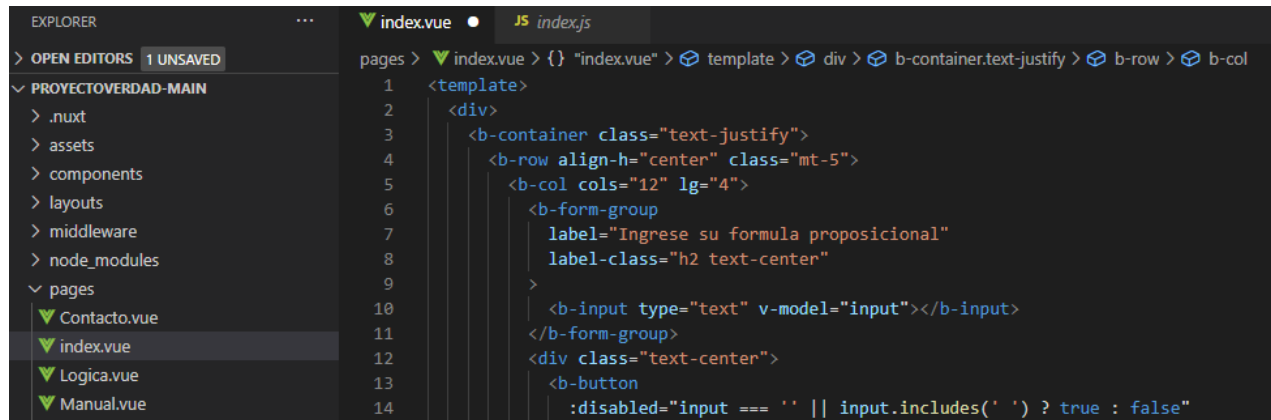 EXPLORER ...
> OPEN EDITORS 1 UNSAVED
PROYECTOVERDAD-MAIN
> .nuxt
> assets
> components
> layouts
> middleware
> node_modules
pages
Contacto.vue
index.vue
Logica.vue
Manual.vue
index.vue ● JS index.js
pages > index.vue > {} "index.vue" > template > div > b-container.text-justify > b-row > b-col
1 <template>
2 <div>
3 <b-container class="text-justify">
4 <b-row align-h="center" class="mt-5">
5 <b-col cols="12" lg="4">
6 <b-form-group
7 label="Ingrese su formula proposicional"
8 label-class="h2 text-center"
9 >
10 <b-input type="text" v-model="input"></b-input>
11 </b-form-group>
12 <div class="text-center">
13 <b-button
14 :disabled="input === '' || input.includes(' ') ? true : false"